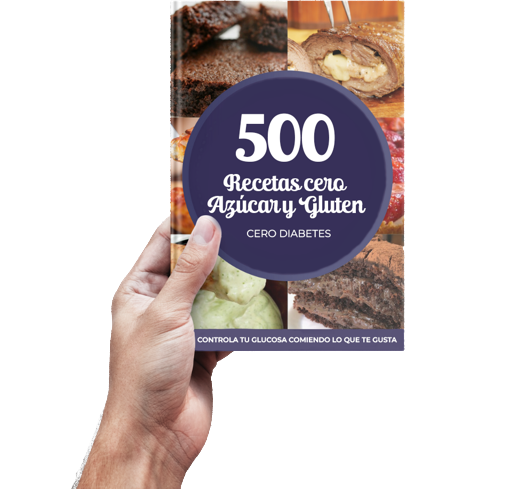 500
Recetas cero
Azúcar y Gluten
CERO DIABETES
CONTROLA TU GLUCOSA COMIENDO LO QUE TE GUSTA